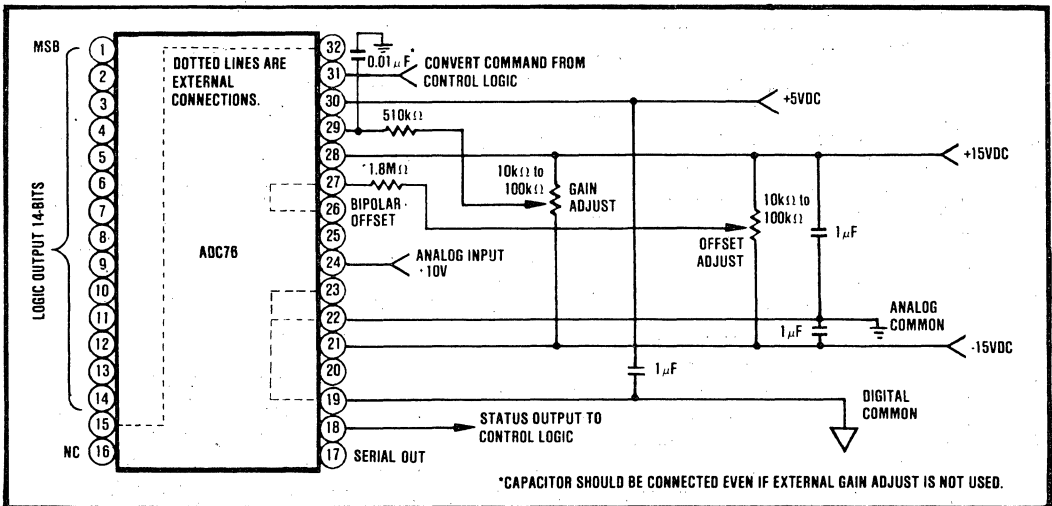 MSB
LOGIC OUTPUT 14-BITS
1
2
3
4
5
6
7
8
9
10
11
12
13
14
15
NC 16
DOTTED LINES ARE
EXTERNAL
CONNECTIONS.
ADC76
32
31
30
29
28
27
26
25
24
23
22
21
20
19
18
17 SERIAL OUT
0.01µF*
CONVERT COMMAND FROM
CONTROL LOGIC
+5VDC
510kΩ
+15VDC
1.8MΩ
BIPOLAR
OFFSET
10kΩ to
100kΩ
GAIN
ADJUST
10kΩ to
100kΩ
OFFSET
ADJUST
1µF
ANALOG INPUT
10V
ANALOG
COMMON
1µF
-15VDC
1µF
DIGITAL
COMMON
STATUS OUTPUT TO
CONTROL LOGIC
*CAPACITOR SHOULD BE CONNECTED EVEN IF EXTERNAL GAIN ADJUST IS NOT USED.